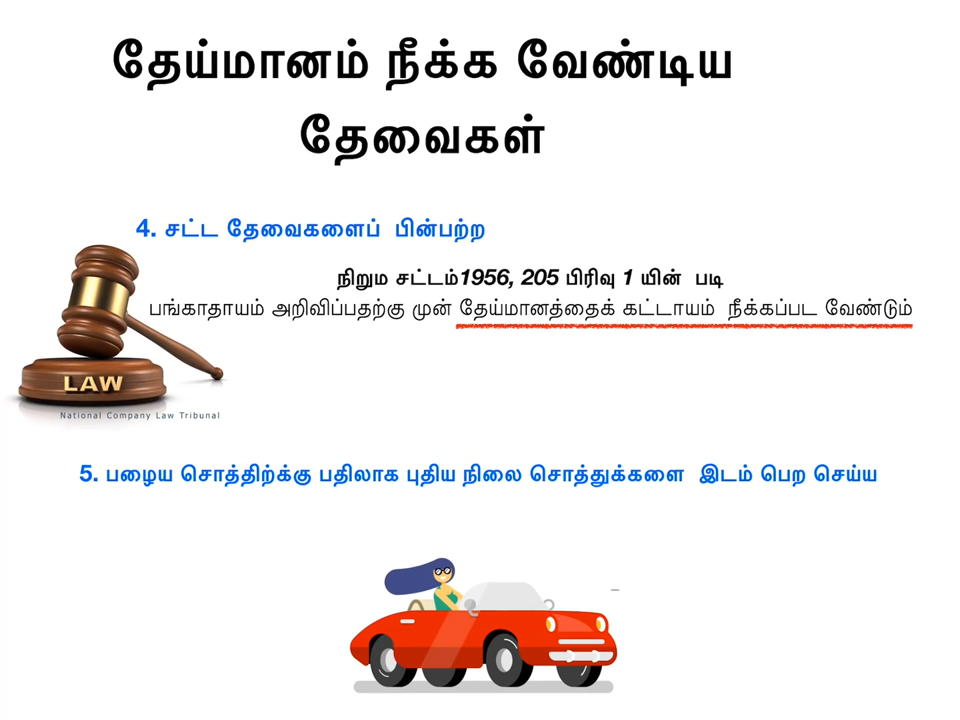 தேய்மானம் நீக்க வேண்டிய
தேவைகள்
4. சட்ட தேவைகளைப் பின்பற்ற
நிறும சட்டம்1956, 205 பிரிவு 1 யின் படி
பங்காதாயம் அறிவிப்பதற்கு முன் தேய்மானத்தைக் கட்டாயம் நீக்கப்பட வேண்டும்
LAW
National Company Law Tribunal
5. பழைய சொத்திற்க்கு பதிலாக புதிய நிலை சொத்துக்களை இடம் பெற செய்ய